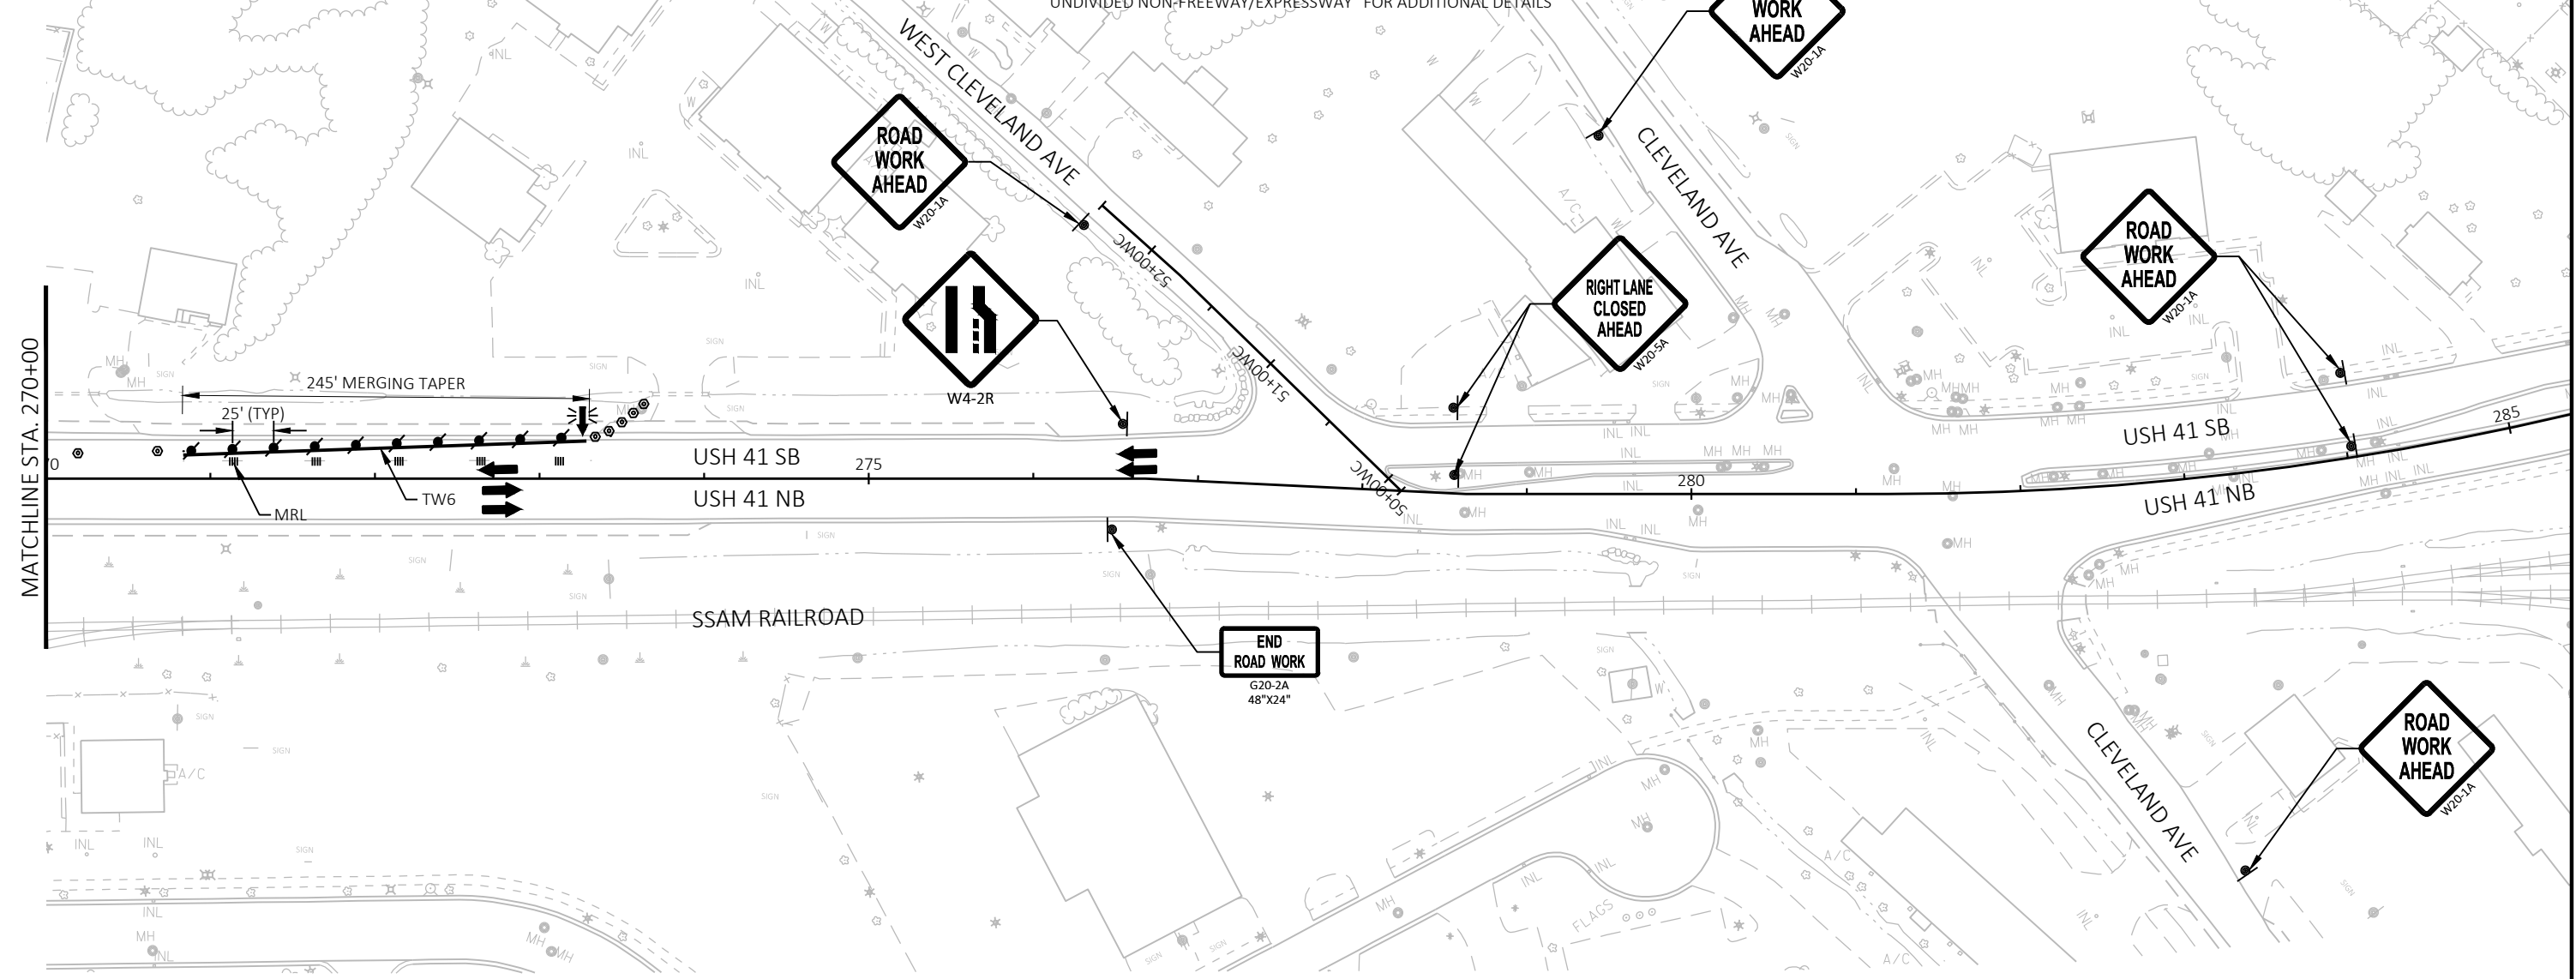 UNDIVIDED NON-FREEWAY/EXPRESSWAY" FOR ADDITIONAL DETAILS
WORK
AHEAD
W20-1A
WEST CLEVELAND AVE
ROAD
WORK
AHEAD
W20-1A
CLEVELAND AVE
ROAD
WORK
AHEAD
W20-1A
52+00WC
51+00WC
50+00WC
RIGHT LANE
CLOSED
AHEAD
W20-5A
W4-2R
MATCHLINE STA. 270+00
245' MERGING TAPER
25' (TYP)
MRL
TW6
USH 41 SB
275
USH 41 NB
280
USH 41 SB
285
USH 41 NB
SSAM RAILROAD
END
ROAD WORK
G20-2A
48"X24"
CLEVELAND AVE
ROAD
WORK
AHEAD
W20-1A
INL
MH
SIGN
A/C
W
FLAGS